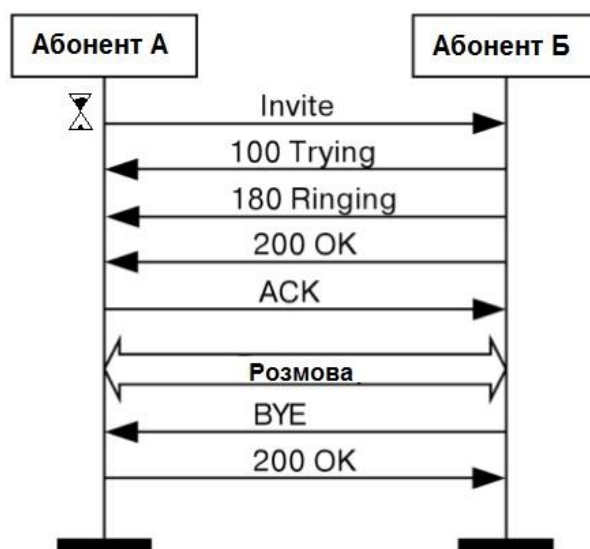 Абонент А
Абонент Б
Invite
100 Trying
180 Ringing
200 OK
ACK
Розмова
BYE
200 OK